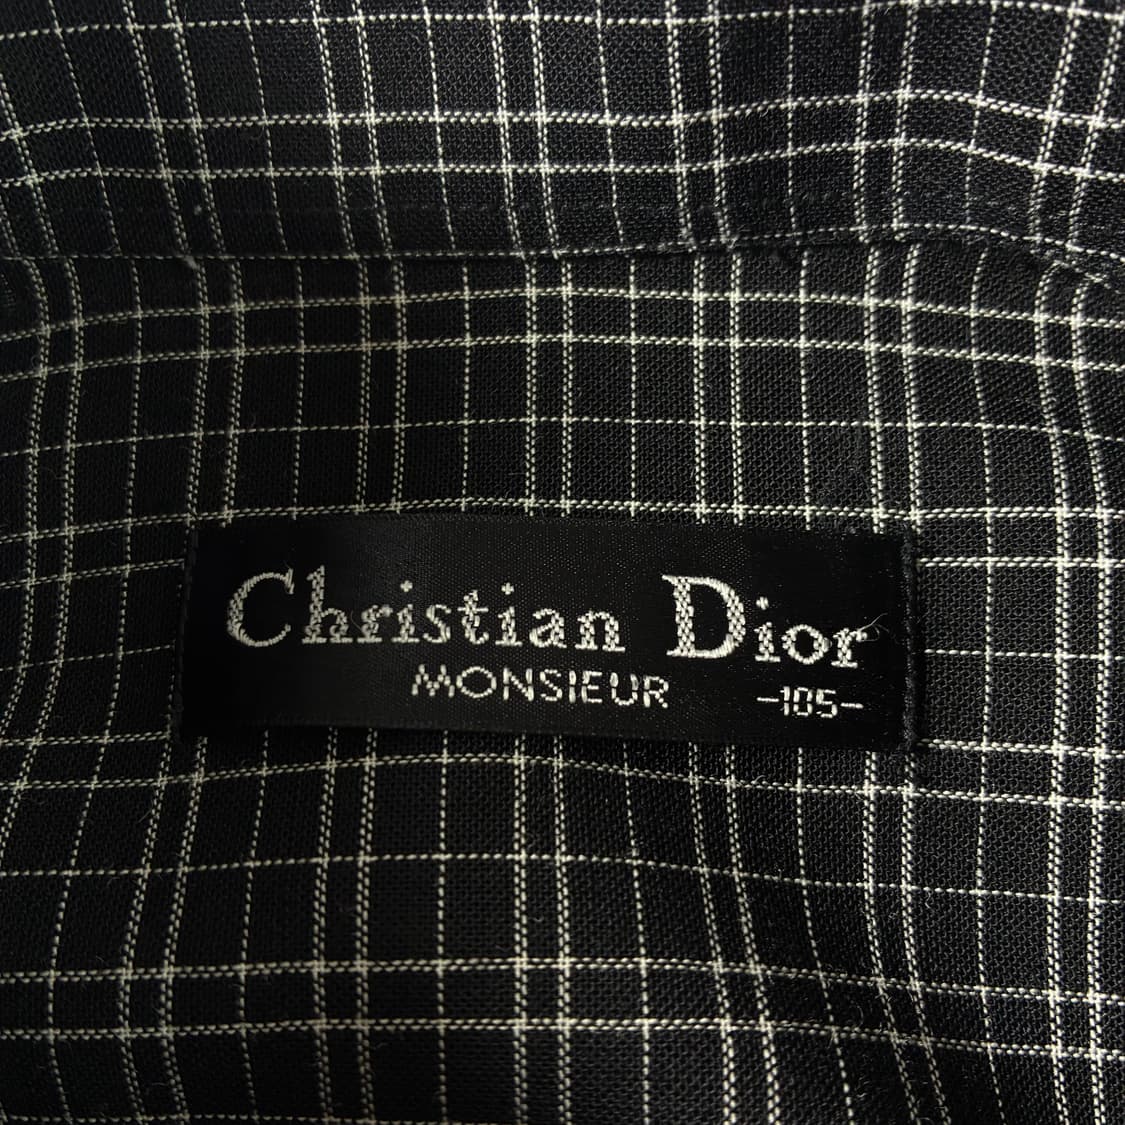 Christian Dior
MONSIEUR -105-